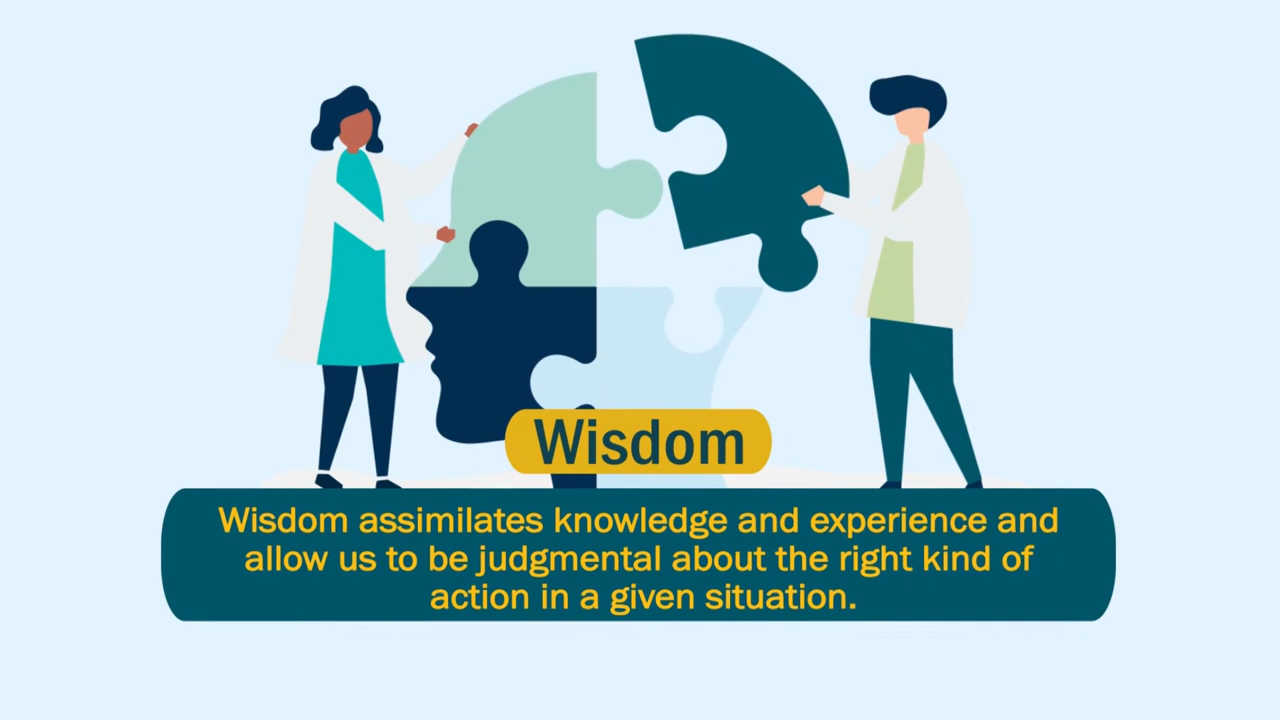 Wisdom
Wisdom assimilates knowledge and experience and
allow us to be judgmental about the right kind of
action in a given situation.